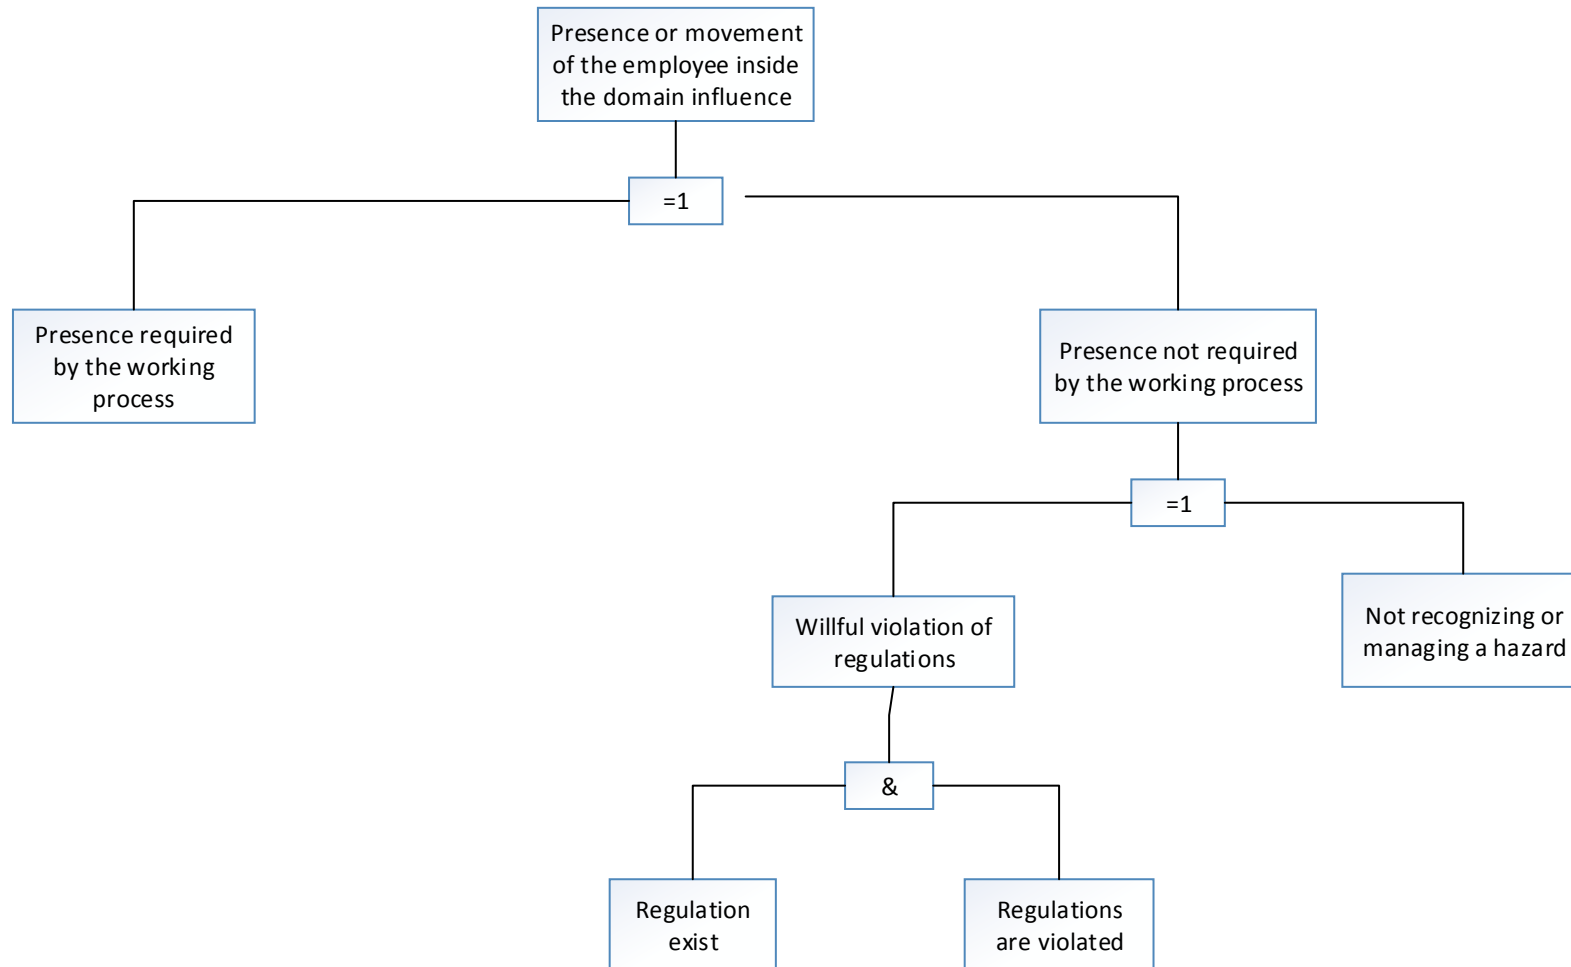 Presence or movement
of the employee inside
the domain influence
=1
Presence required
by the working
process
Presence not required
by the working process
=1
Willful violation of
regulations
Not recognizing or
managing a hazard
&
Regulation
exist
Regulations
are violated